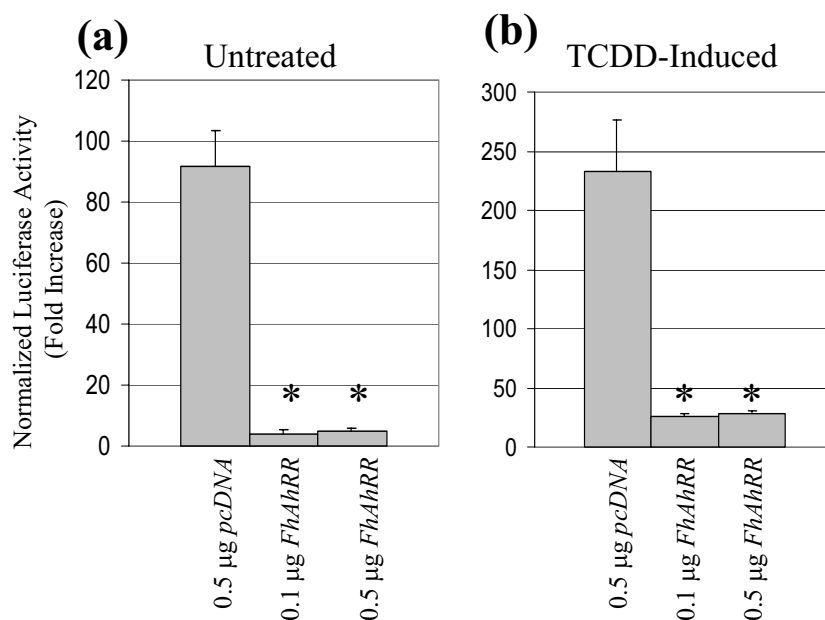 (a)
Untreated
Normalized Luciferase Activity
(Fold Increase)
120
100
80
60
40
20
0
*
*
0.5 µg pcDNA
0.1 µg FhAhRR
0.5 µg FhAhRR
(b)
TCDD-Induced
300
250
200
150
100
50
0
*
*
0.5 µg pcDNA
0.1 µg FhAhRR
0.5 µg FhAhRR